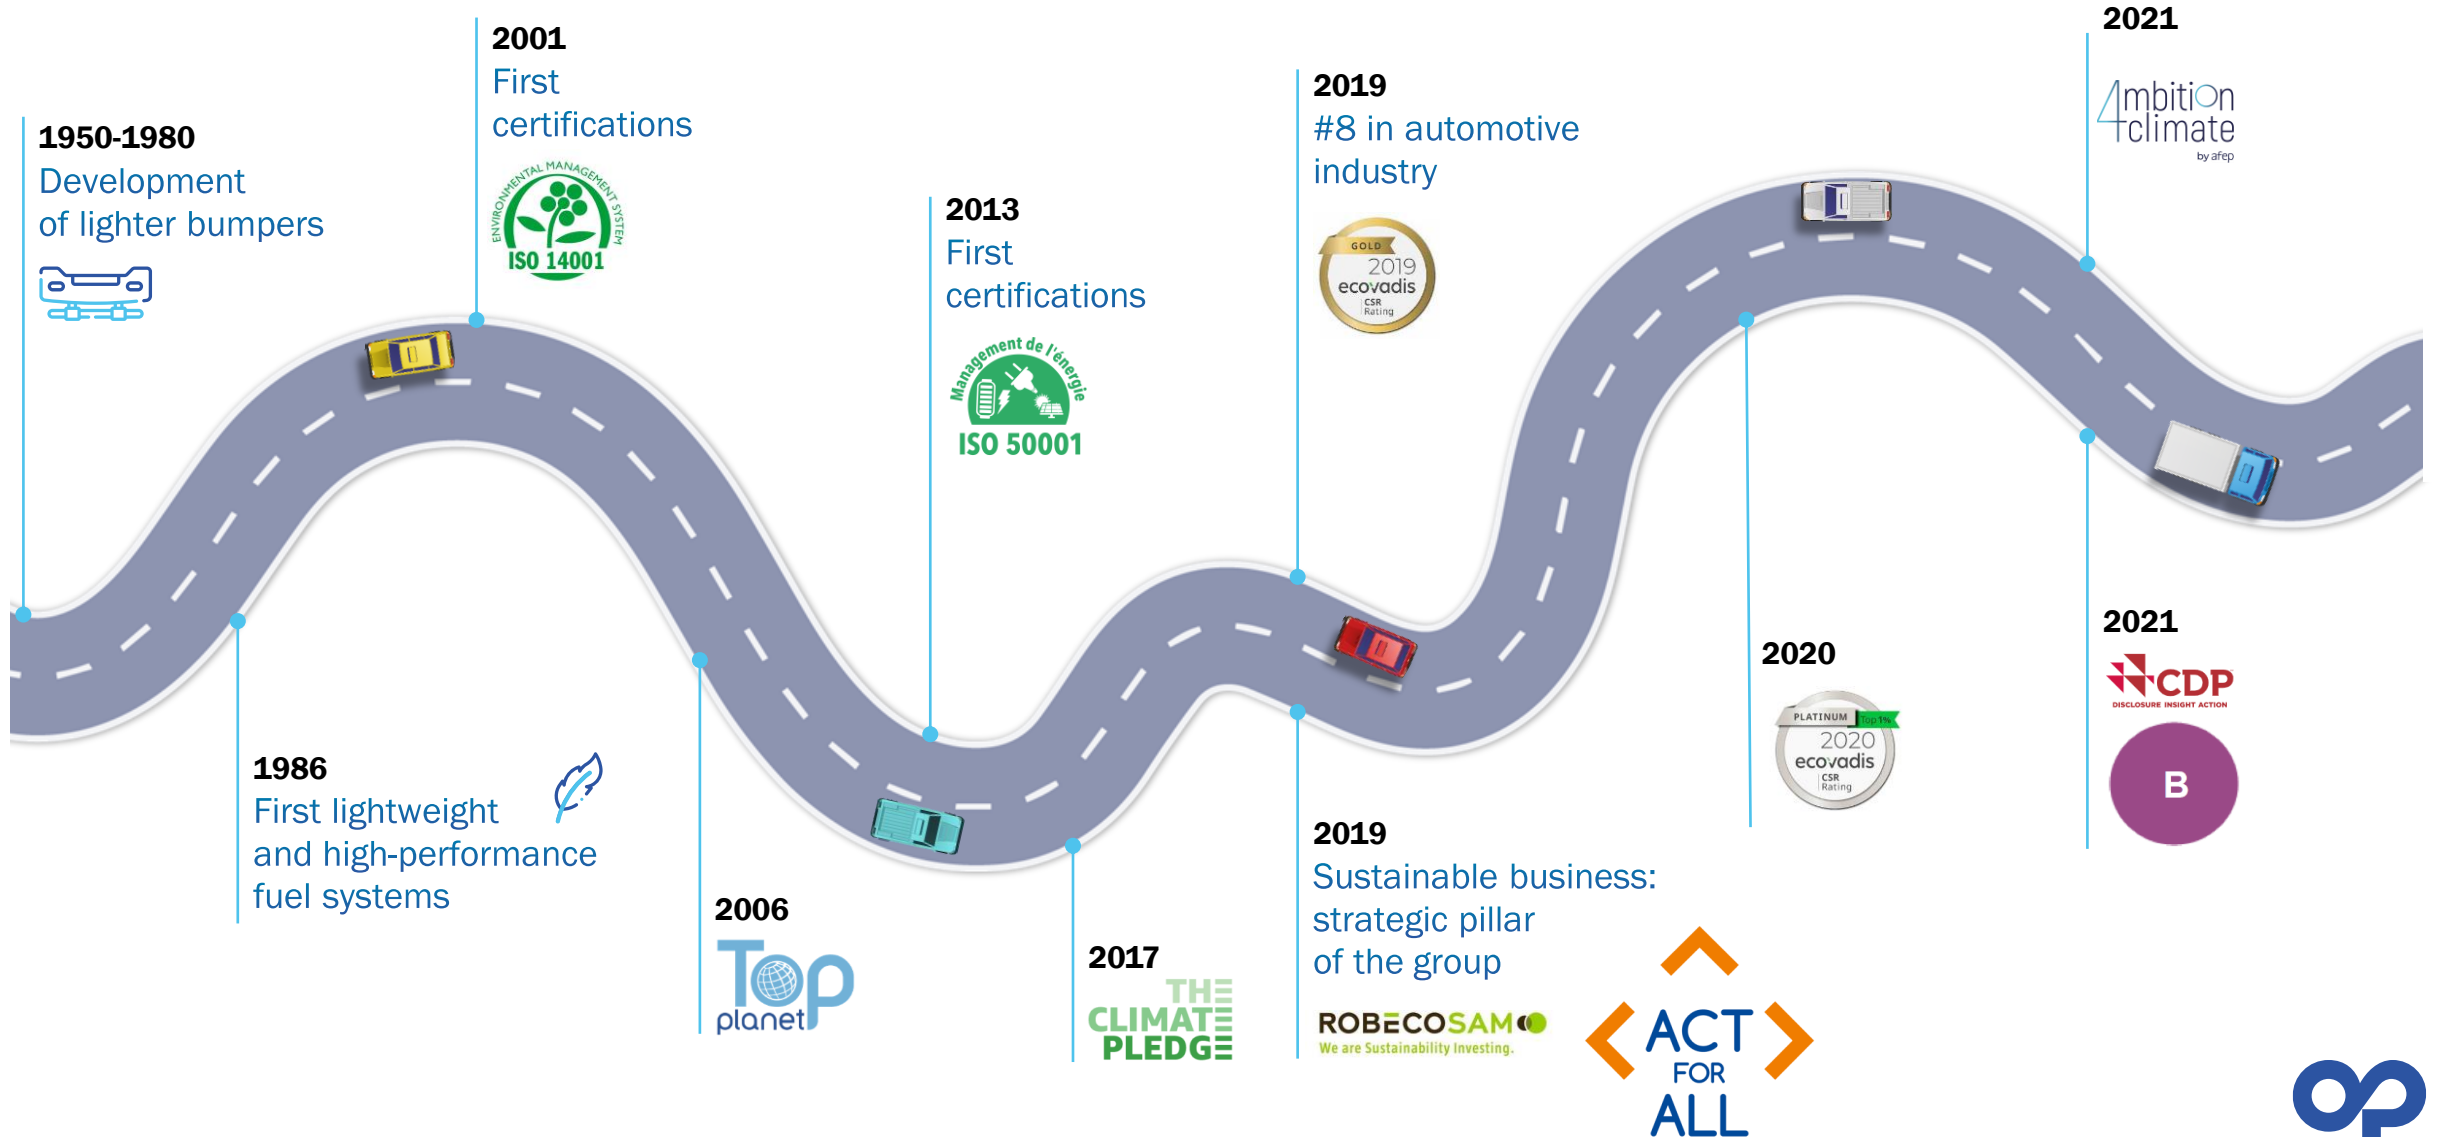 1950-1980
Development
of lighter bumpers
1986
First lightweight
and high-performance
fuel systems
2001
First
certifications
ENVIRONMENTAL MANAGEMENT SYSTEM
ISO 14001
2006
Top
planet
2013
First
certifications
Management de l'énergie
ISO 50001
2017
THE
CLIMATE
PLEDGE
2019
#8 in automotive
industry
GOLD
2019
ecovadis
CSR
Rating
2019
Sustainable business:
strategic pillar
of the group
ROBECOSAM
We are Sustainability Investing.
ACT
FOR
ALL
2020
PLATINUM Top 1%
2020
ecovadis
CSR
Rating
2021
4mbition
climate
by afep
2021
CDP
DISCLOSURE INSIGHT ACTION
B
op